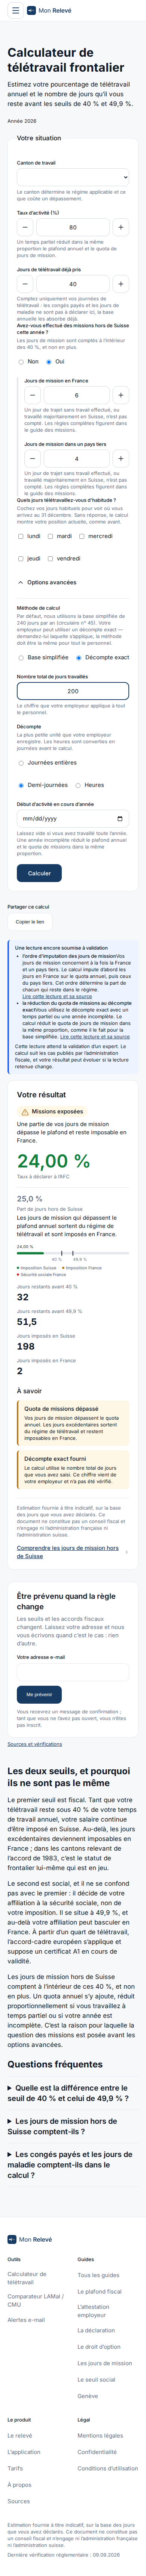 Mon Relevé
Calculateur de
télétravail frontalier
Estimez votre pourcentage de télétravail
annuel et le nombre de jours qu'il vous
reste avant les seuils de 40 % et 49,9 %.
Année 2026
Votre situation
Canton de travail
Le canton détermine le régime applicable et ce
que coûte un dépassement.
Taux d'activité (%)
80
Un temps partiel réduit dans la même
proportion le plafond annuel et le quota de
jours de mission.
Jours de télétravail déjà pris
40
Comptez uniquement vos journées de
télétravail : les congés payés et les jours de
maladie ne sont pas à déclarer ici, la base
annuelle les absorbe déjà.
Avez-vous effectué des missions hors de Suisse
cette année ?
Les jours de mission sont comptés à l'intérieur
des 40 %, et non en plus.
Non
Oui
Jours de mission en France
6
Un jour de trajet sans travail effectué, ou
travaillé majoritairement en Suisse, n'est pas
compté. Les règles complètes figurent dans
le guide des missions.
Jours de mission dans un pays tiers
4
Un jour de trajet sans travail effectué, ou
travaillé majoritairement en Suisse, n'est pas
compté. Les règles complètes figurent dans
le guide des missions.
Quels jours télétravaillez-vous d'habitude ?
Cochez vos jours habituels pour voir où vous
arrivez au 31 décembre. Sans réponse, le calcul
montre votre position actuelle, comme avant.
lundi
mardi
mercredi
jeudi
vendredi
Options avancées
Méthode de calcul
Par défaut, nous utilisons la base simplifiée de
240 jours par an (circulaire n° 45). Votre
employeur peut utiliser un décompte exact —
demandez-lui laquelle s'applique, la méthode
doit être la même pour tout le monde.
Base simplifiée
Décompte exact
Nombre total de jours travaillés
200
Le chiffre que votre employeur applique à tout
le personnel.
Décompte
La plus petite unité que votre employeur
enregistre. Les heures sont converties en
journées avant le calcul.
Journées entières
Demi-journées
Heures
Début d'activité en cours d'année
mm/dd/yyyy
Laissez vide si vous avez travaillé toute l'année.
Une année incomplète réduit le plafond annuel
et le quota de missions dans la même
proportion.
Calculer
Partager ce calcul
Copier le lien
Une lecture encore soumise à validation
• l'ordre d'imputation des jours de missionVos
jours de mission concernent à la fois la France et
un pays tiers. Le calcul impute d'abord les
jours en France sur le quota annuel, puis ceux
du pays tiers. Cet ordre détermine la part de
chacun qui reste dans le régime.
Lire cette lecture et sa source
• la réduction du quota de missions au décompte
exactVous utilisez le décompte exact avec un
temps partiel ou une année incomplète. Le
calcul réduit le quota de jours de mission dans
la même proportion, comme il le fait pour la
base simplifiée. Lire cette lecture et sa source
Cette lecture attend la validation d'un expert. Le
calcul qui suit les cas publiés par l'administration
fiscale, et votre résultat peut évoluer si la lecture
retenue change.
Votre résultat
Missions exposées
Une partie de vos jours de mission
dépasse le plafond et reste imposable en
France.
24,00 %
Taux à déclarer à l'AFC
25,0 %
Part de jours hors de Suisse
Les jours de mission qui dépassent le
plafond annuel sortent du régime de
télétravail et sont imposés en France.
24,00 %
40 %
49,9 %
Imposition Suisse
Imposition France
Sécurité sociale France
Jours restants avant 40 %
32
Jours restants avant 49,9 %
51,5
Jours imposés en Suisse
198
Jours imposés en France
2
À savoir
Quota de missions dépassé
Vos jours de mission dépassent le quota
annuel. Les jours excédentaires sortent
du régime de télétravail et restent
imposables en France.
Décompte exact fourni
Le calcul utilise le nombre total de jours
que vous avez saisi. Ce chiffre vient de
votre employeur et n'a pas été vérifié.
Estimation fournie à titre indicatif, sur la base
des jours que vous avez déclarés. Ce
document ne constitue pas un conseil fiscal et
n'engage ni l'administration française ni
l'administration suisse.
Comprendre les jours de mission hors
de Suisse
Être prévenu quand la règle
change
Les seuils et les accords fiscaux
changent. Laissez votre adresse et nous
vous écrivons quand c'est le cas : rien
d'autre.
Votre adresse e-mail
Me prévenir
Vous recevrez un message de confirmation ;
tant que vous ne l'avez pas ouvert, vous n'êtes
pas inscrit.
Sources et vérifications
Les deux seuils, et pourquoi
ils ne sont pas le même
Le premier seuil est fiscal. Tant que votre
télétravail reste sous 40 % de votre temps
de travail annuel, votre salaire continue
d'être imposé en Suisse. Au-delà, les jours
excédentaires deviennent imposables en
France ; dans les cantons relevant de
l'accord de 1983, c'est le statut de
frontalier lui-même qui est en jeu.
Le second est social, et il ne se confond
pas avec le premier : il décide de votre
affiliation à la sécurité sociale, non de
votre imposition. Il se situe à 49,9 %, et
au-delà votre affiliation peut basculer en
France. À partir d'un quart de télétravail,
l'accord-cadre européen s'applique et
suppose un certificat A1 en cours de
validité.
Les jours de mission hors de Suisse
comptent à l'intérieur de ces 40 %, et non
en plus. Un quota annuel s'y ajoute, réduit
proportionnellement si vous travaillez à
temps partiel ou si votre année est
incomplète. C'est la raison pour laquelle la
question des missions est posée avant les
options avancées.
Questions fréquentes
Quelle est la différence entre le
seuil de 40 % et celui de 49,9 % ?
Les jours de mission hors de
Suisse comptent-ils ?
Les congés payés et les jours de
maladie comptent-ils dans le
calcul ?
Mon Relevé
Outils
Calculateur de
télétravail
Comparateur LAMal /
CMU
Alertes e-mail
Guides
Tous les guides
Le plafond fiscal
L'attestation
employeur
La déclaration
Le droit d'option
Les jours de mission
Le seuil social
Genève
Le produit
Le relevé
L'application
Tarifs
À propos
Sources
Légal
Mentions légales
Confidentialité
Conditions d'utilisation
Estimation fournie à titre indicatif, sur la base des jours
que vous avez déclarés. Ce document ne constitue pas
un conseil fiscal et n'engage ni l'administration française
ni l'administration suisse.
Dernière vérification réglementaire : 09.09.2026